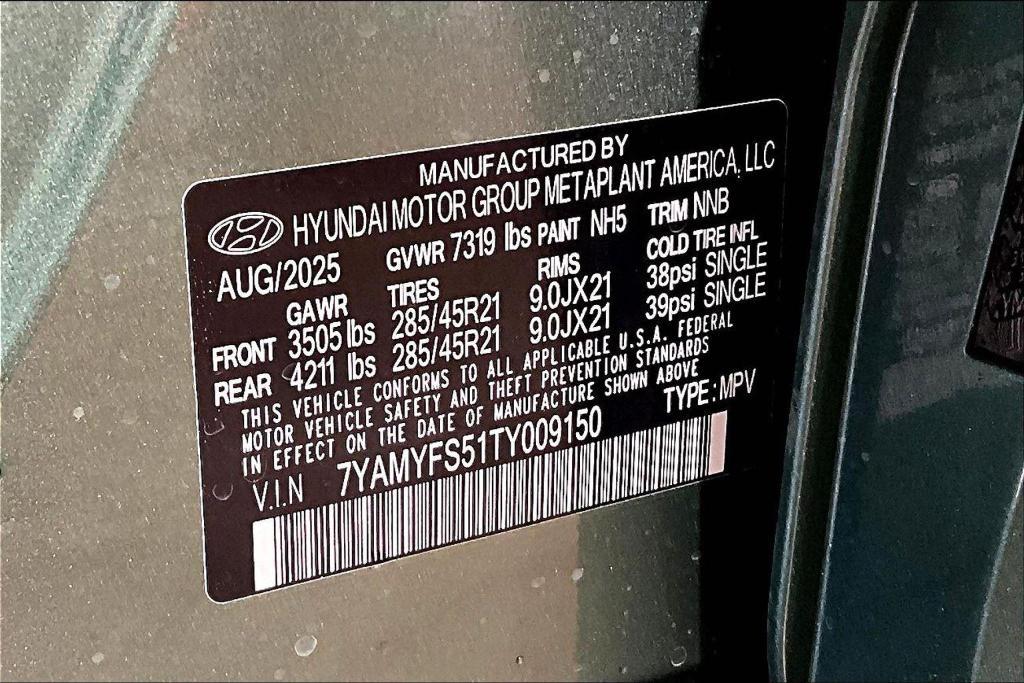 MANUFACTURED BY
HYUNDAI MOTOR GROUP METAPLANT AMERICA, LLC
AUG/2025 GVWR 7319 lbs PAINT NH5 TRIM NNB
GAWR TIRES RIMS COLD TIRE INFL
FRONT 3505 lbs 285/45R21 9.0JX21 38psi SINGLE
REAR 4211 lbs 285/45R21 9.0JX21 39psi SINGLE
THIS VEHICLE CONFORMS TO ALL APPLICABLE U.S.A. FEDERAL
MOTOR VEHICLE SAFETY AND THEFT PREVENTION STANDARDS
IN EFFECT ON THE DATE OF MANUFACTURE SHOWN ABOVE
V.I.N 7YAMYFS51TY009150 TYPE : MPV